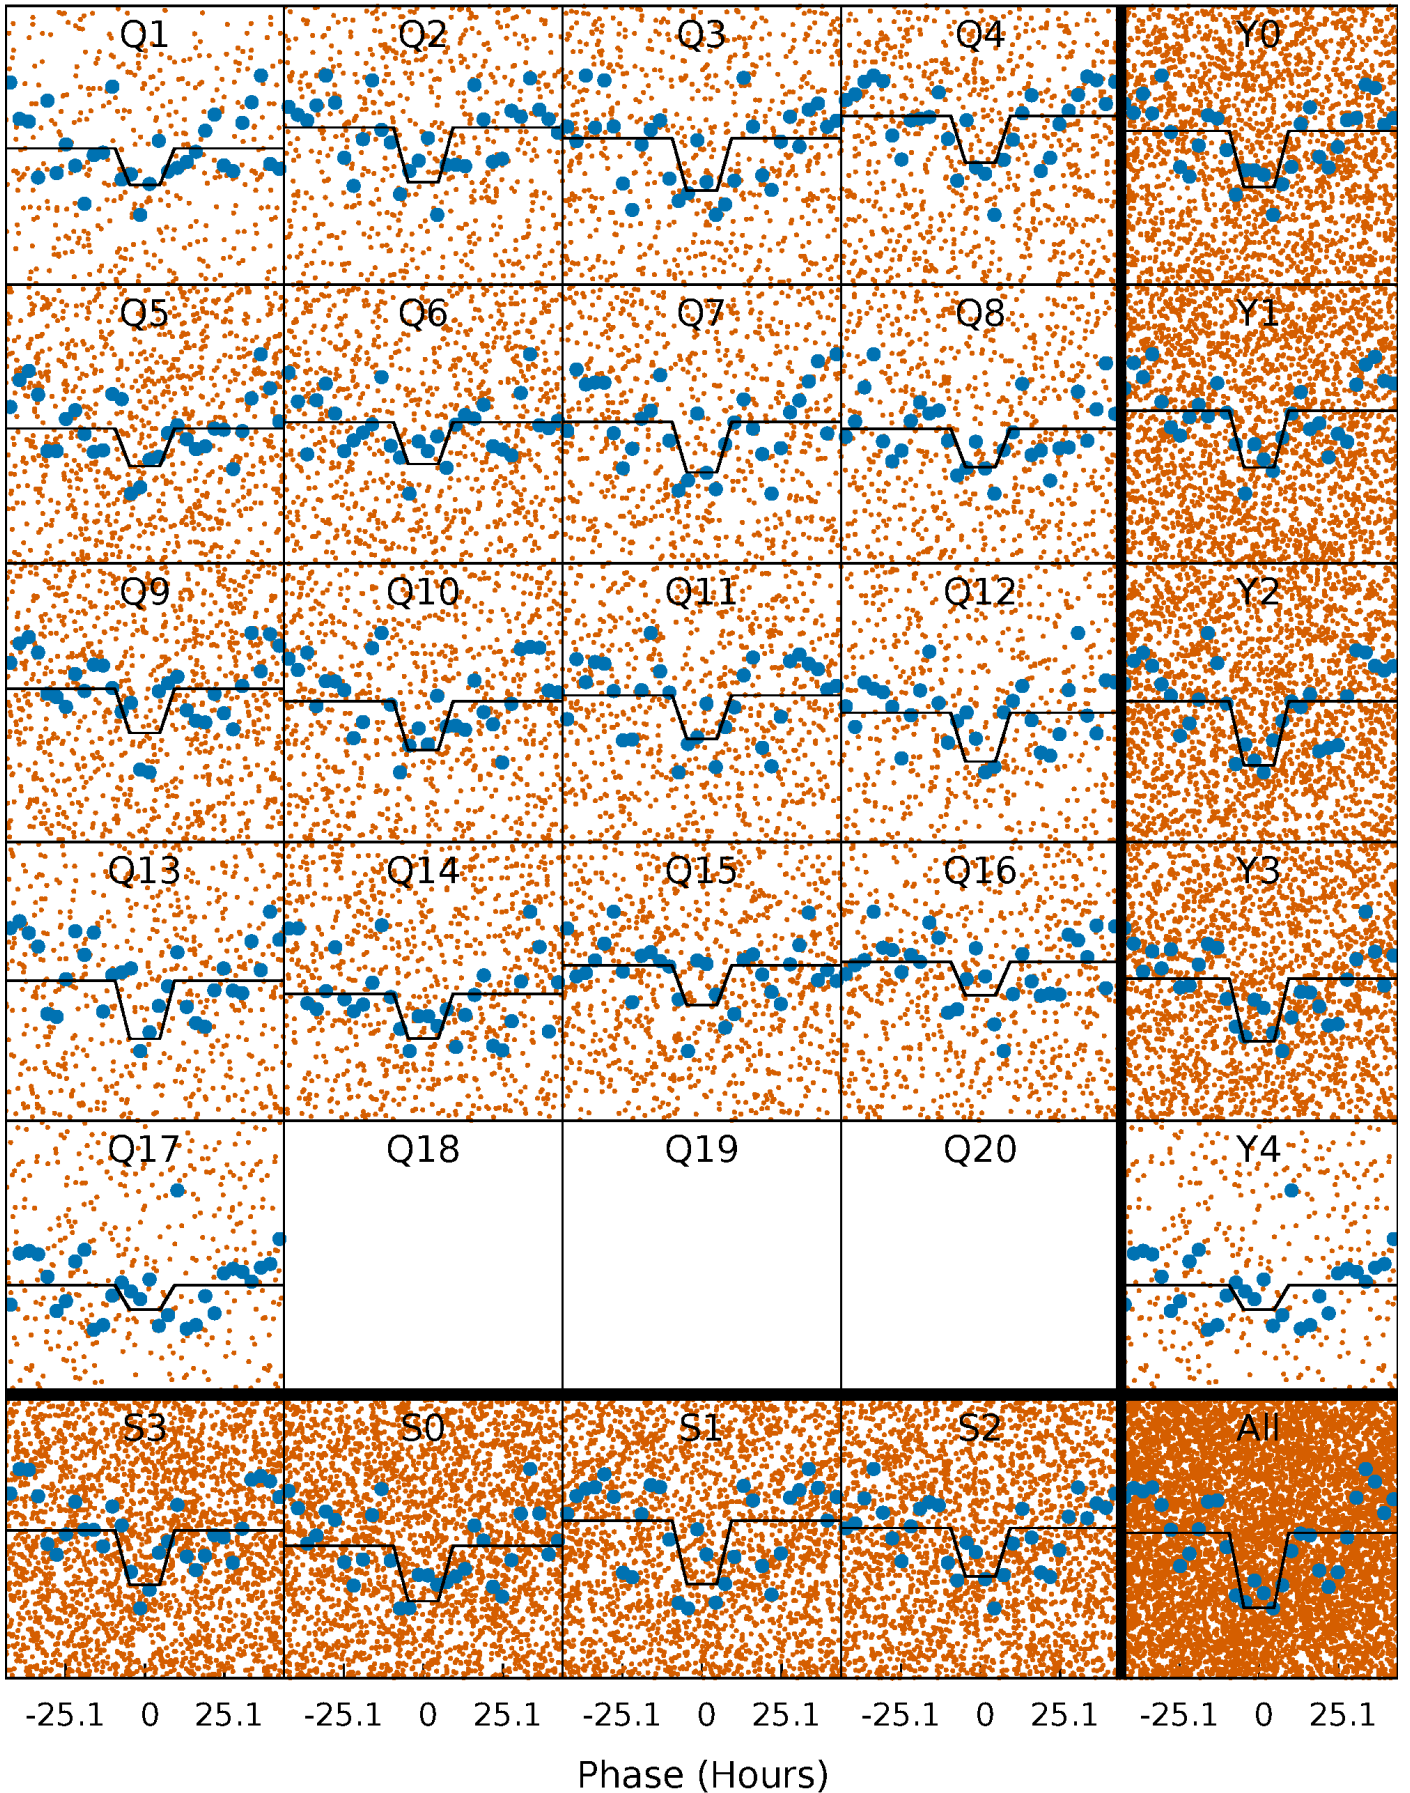 Q1 Q2 Q3 Q4 Y0
Q5 Q6 Q7 Q8 Y1
Q9 Q10 Q11 Q12 Y2
Q13 Q14 Q15 Q16 Y3
Q17 Q18 Q19 Q20 Y4
S3 S0 S1 S2 All
-25.1 0 25.1 -25.1 0 25.1 -25.1 0 25.1 -25.1 0 25.1 -25.1 0 25.1
Phase (Hours)